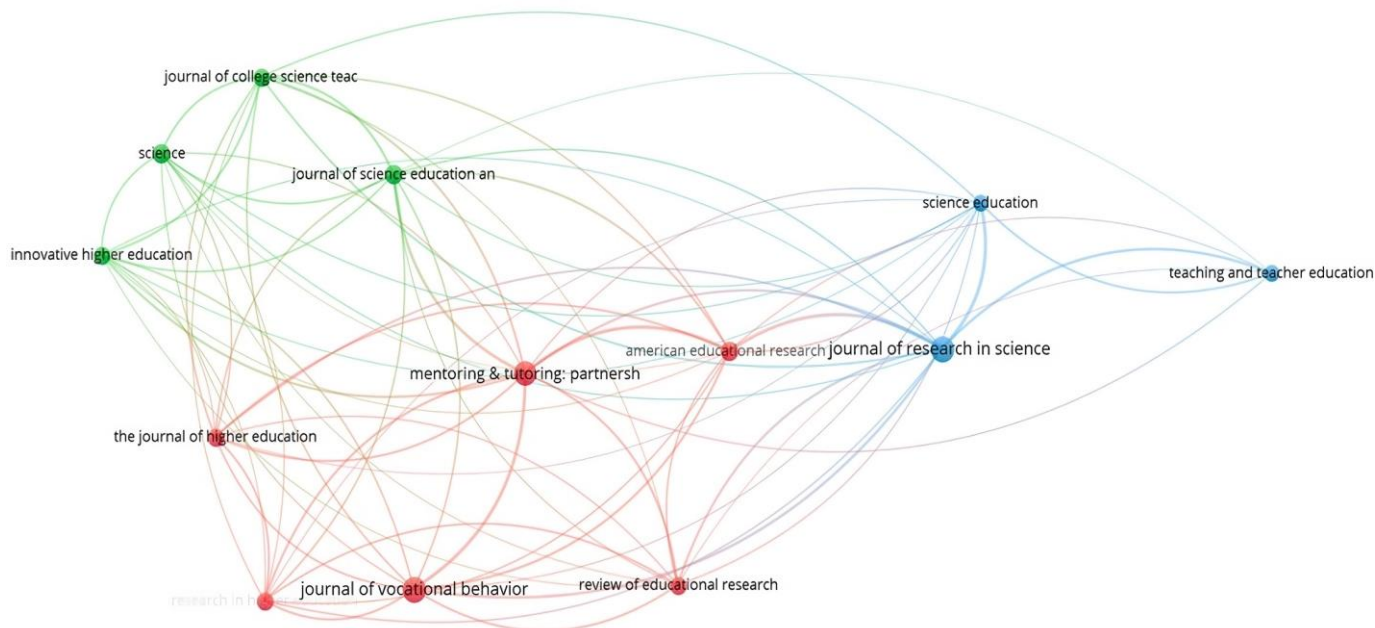 journal of college science teac
science
journal of science education an
science education
innovative higher education
teaching and teacher education
american educational research
journal of research in science
mentoring & tutoring: partnersh
the journal of higher education
review of educational research
journal of vocational behavior
research in